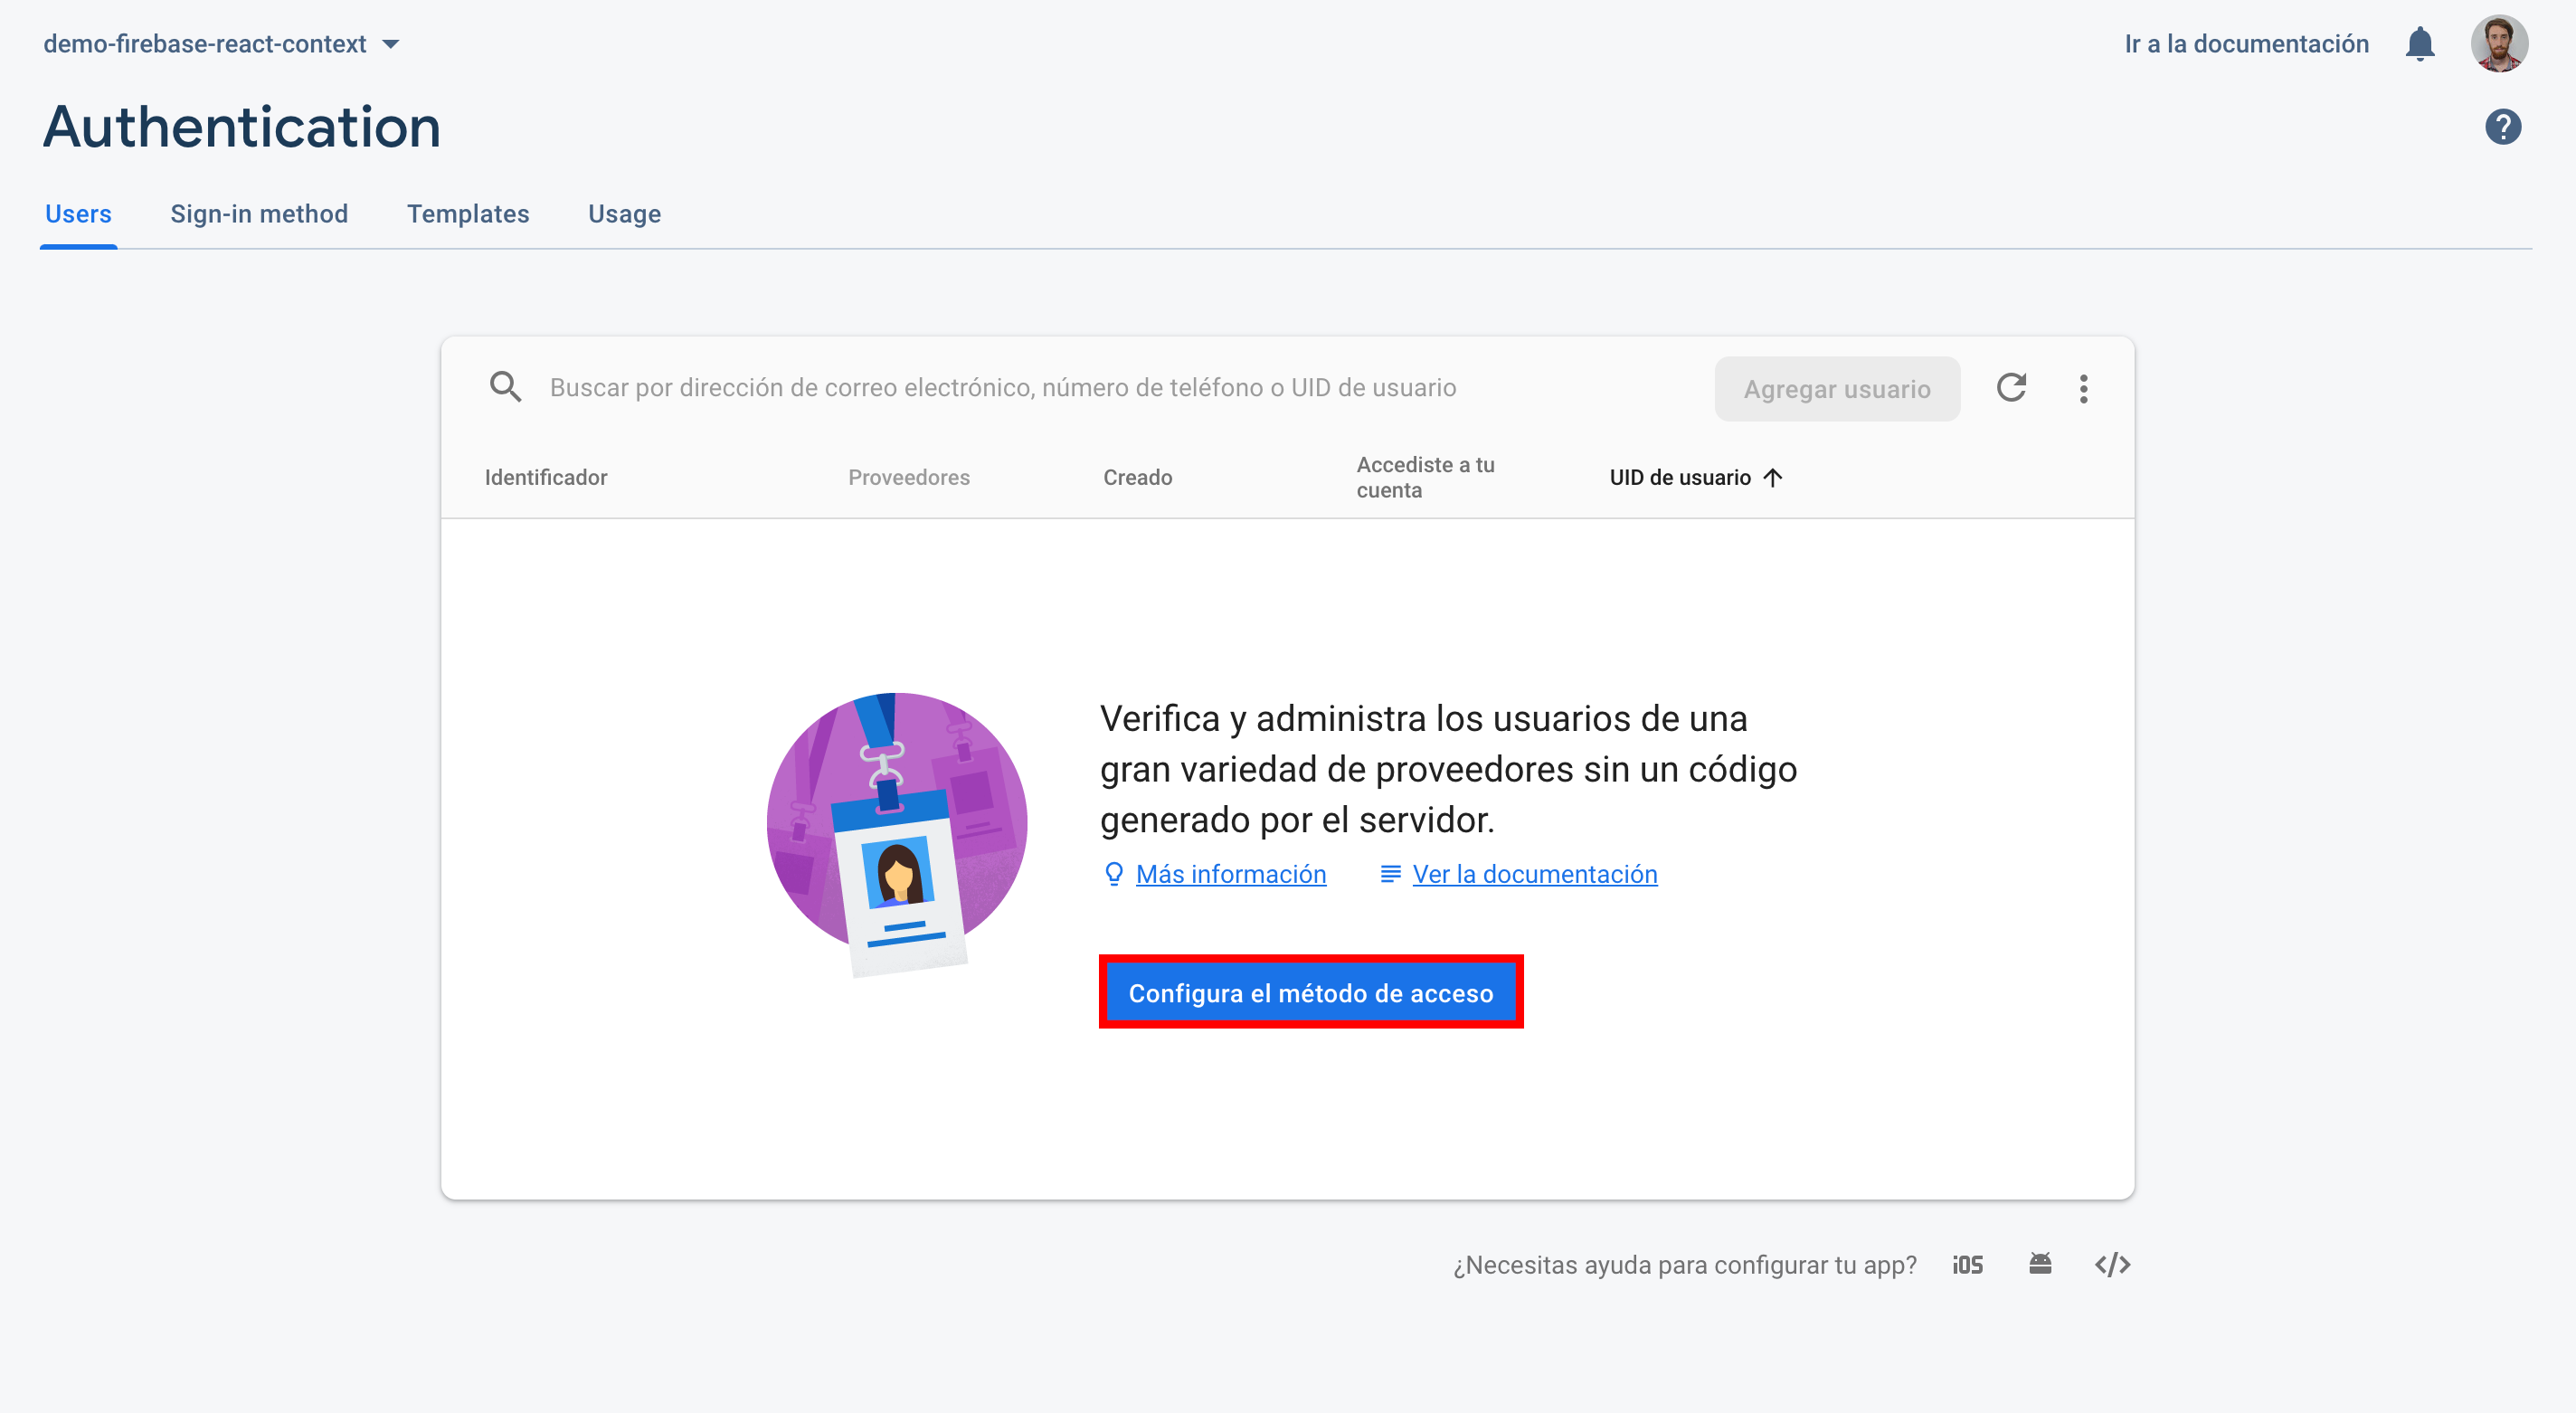 demo-firebase-react-context
Ir a la documentación
Authentication
Users
Sign-in method
Templates
Usage
Buscar por dirección de correo electrónico, número de teléfono o UID de usuario
Agregar usuario
Identificador
Proveedores
Creado
Accediste a tu
cuenta
UID de usuario
Verifica y administra los usuarios de una
gran variedad de proveedores sin un código
generado por el servidor.
Más información
Ver la documentación
Configura el método de acceso
¿Necesitas ayuda para configurar tu app?
iOS